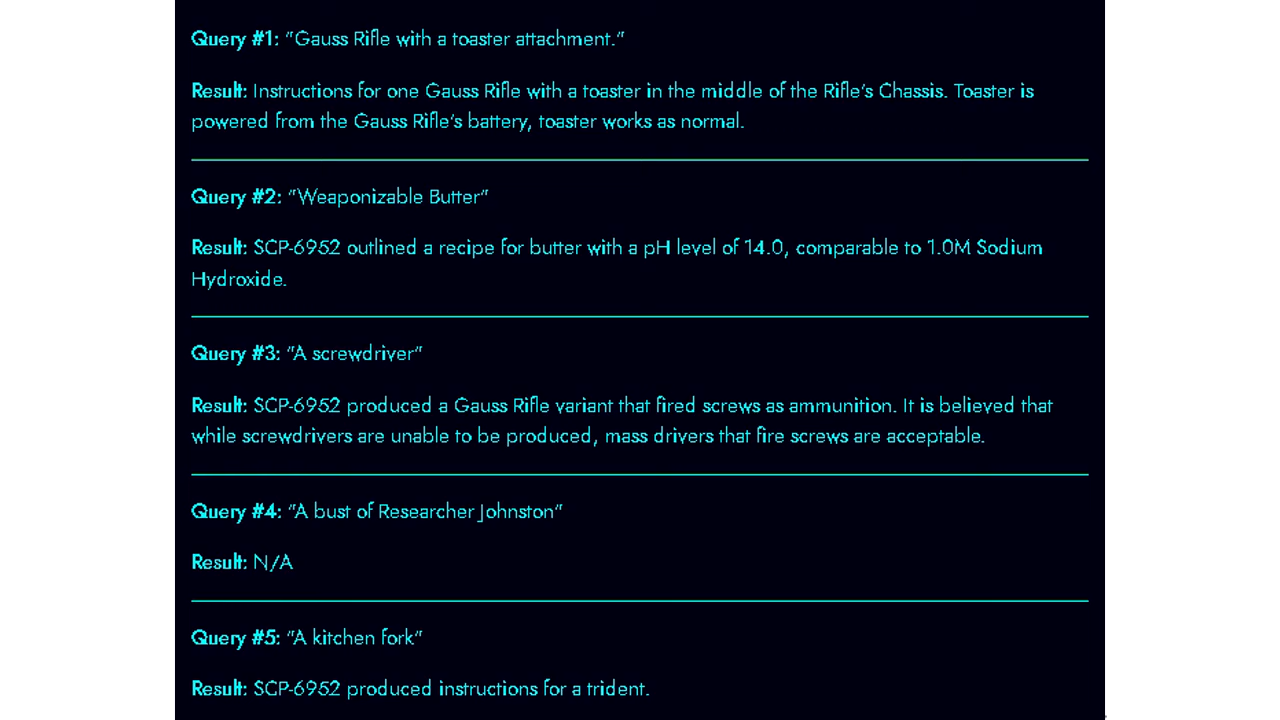 Query #1: "Gauss Rifle with a toaster attachment."
Result: Instructions for one Gauss Rifle with a toaster in the middle of the Rifle's Chassis. Toaster is
powered from the Gauss Rifle's battery, toaster works as normal.
Query #2: "Weaponizable Butter"
Result: SCP-6952 outlined a recipe for butter with a pH level of 14.0, comparable to 1.0M Sodium
Hydroxide.
Query #3: "A screwdriver"
Result: SCP-6952 produced a Gauss Rifle variant that fired screws as ammunition. It is believed that
while screwdrivers are unable to be produced, mass drivers that fire screws are acceptable.
Query #4: "A bust of Researcher Johnston"
Result: N/A
Query #5: "A kitchen fork"
Result: SCP-6952 produced instructions for a trident.